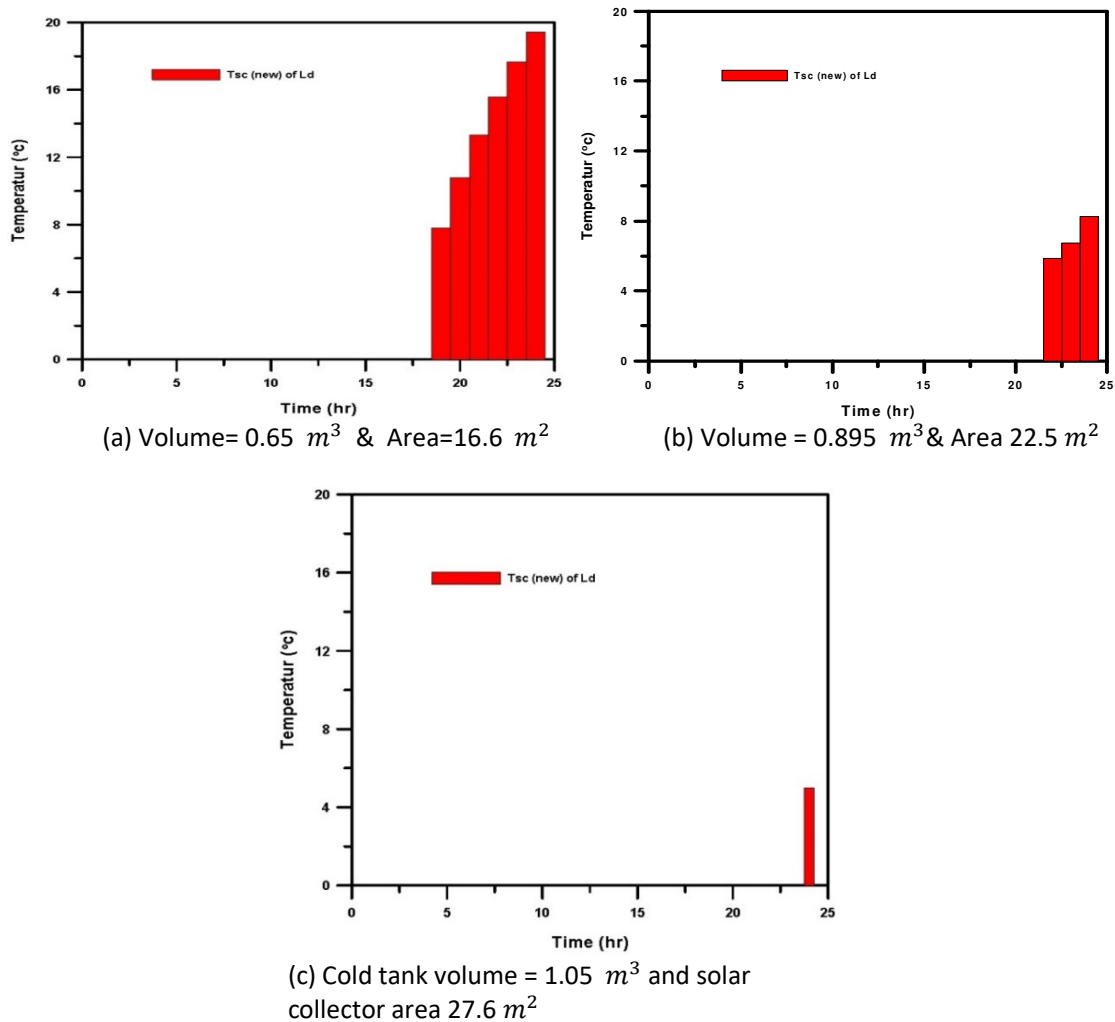 20
16
12
8
4
0
Temperatur (°c)
Tsc (new) of Ld
0 5 10 15 20 25
Time (hr)
(a) Volume= 0.65 m³ & Area=16.6 m²
20
16
12
8
4
0
Temperatur (°c)
Tsc (new) of Ld
0 5 10 15 20 25
Time (hr)
(b) Volume = 0.895 m³ & Area 22.5 m²
20
16
12
8
4
0
Temperatur (°c)
Tsc (new) of Ld
0 5 10 15 20 25
Time (hr)
(c) Cold tank volume = 1.05 m³ and solar
collector area 27.6 m²